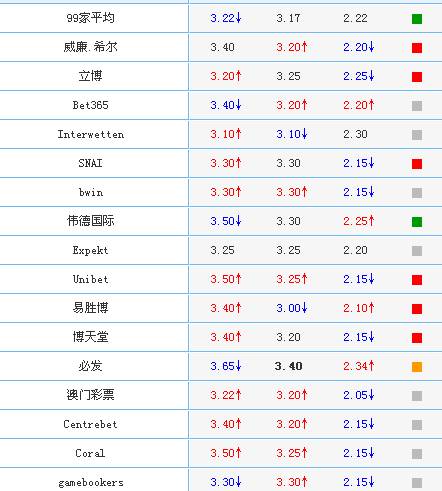 99家平均 3.22↓ 3.17 2.22
威廉.希尔 3.40 3.20↑ 2.20↓
立博 3.20↑ 3.25 2.25↓
Bet365 3.40↓ 3.20↑ 2.20↑
Interwetten 3.10↑ 3.10↓ 2.30
SNAI 3.30↑ 3.30 2.15↓
bwin 3.30↑ 3.30↑ 2.15↓
伟德国际 3.50↓ 3.30 2.25↑
Expekt 3.25 3.25 2.20
Unibet 3.50↑ 3.25↑ 2.15↓
易胜博 3.40↑ 3.00↓ 2.10↑
博天堂 3.40↑ 3.20 2.15↓
必发 3.65↓ 3.40 2.34↑
澳门彩票 3.22↑ 3.20↑ 2.05↓
Centrebet 3.40↑ 3.20↑ 2.15↓
Coral 3.50↑ 3.25↑ 2.15↓
gamebookers 3.30↓ 3.30↑ 2.15↓